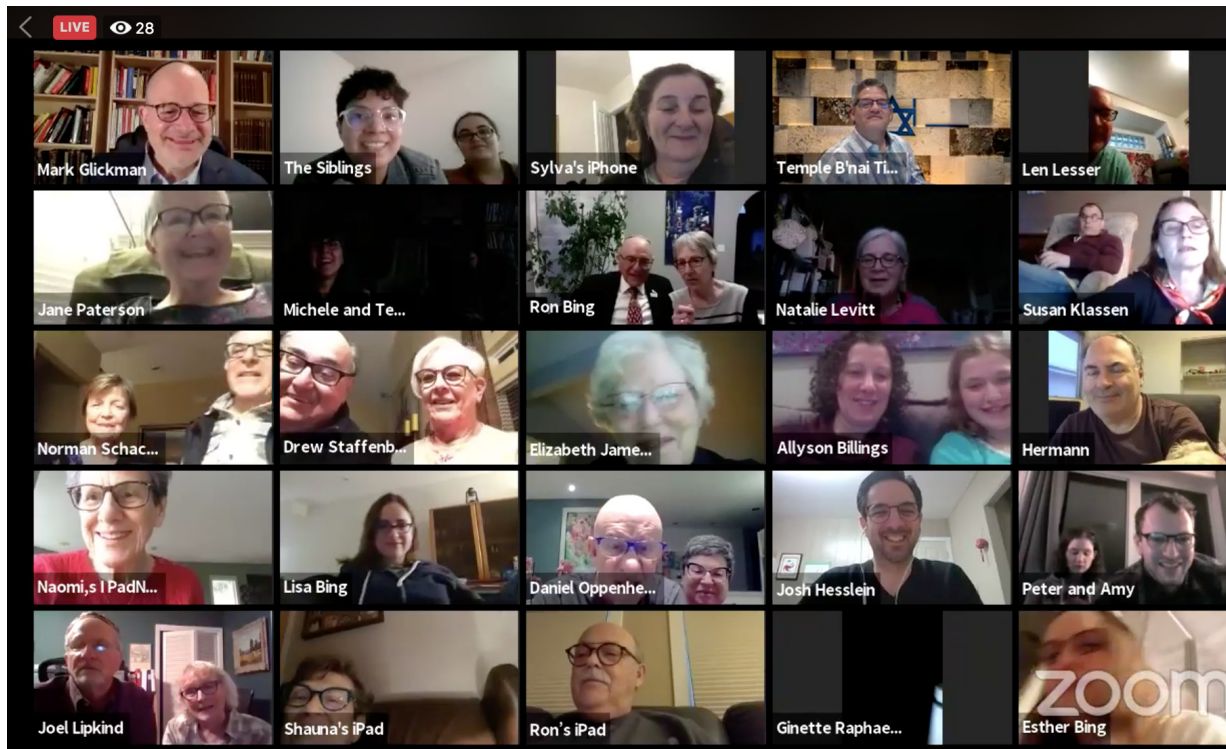 LIVE 28
Mark Glickman
The Siblings
Sylva's iPhone
Temple B'nai Ti...
Len Lesser
Jane Paterson
Michele and Te...
Ron Bing
Natalie Levitt
Susan Klassen
Norman Schac...
Drew Staffenb...
Elizabeth Jame...
Allyson Billings
Hermann
Naomi,s I PadN...
Lisa Bing
Daniel Oppenhe...
Josh Hesslein
Peter and Amy
Joel Lipkind
Shauna's iPad
Ron's iPad
Ginette Raphae...
Esther Bing
zoom